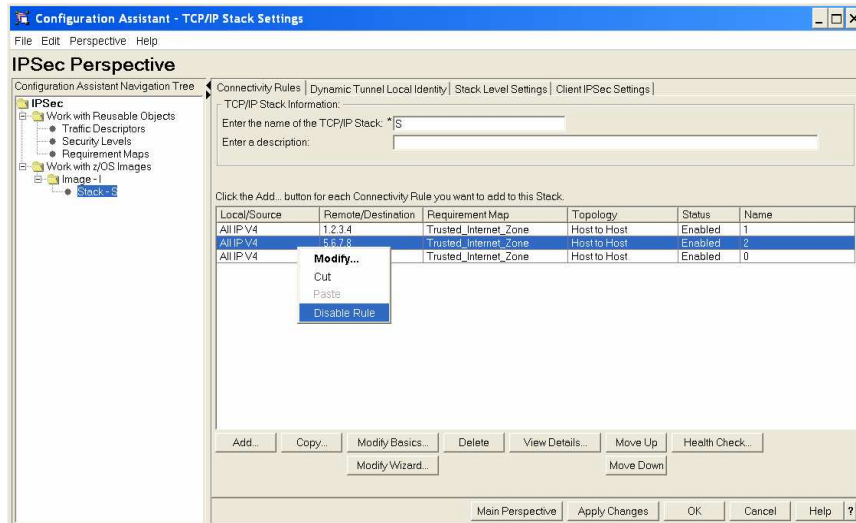 Configuration Assistant - TCP/IP Stack Settings
File Edit Perspective Help
IPSec Perspective
Configuration Assistant Navigation Tree
IPSec
Work with Reusable Objects
Traffic Descriptors
Security Levels
Requirement Maps
Work with z/OS Images
Image - I
Stack - S
Connectivity Rules Dynamic Tunnel Local Identity Stack Level Settings Client IPSec Settings
TCP/IP Stack Information:
Enter the name of the TCP/IP Stack: * S
Enter a description:
Click the Add... button for each Connectivity Rule you want to add to this Stack.
Local/Source Remote/Destination Requirement Map Topology Status Name
All IP V4 1.2.3.4 Trusted_Internet_Zone Host to Host Enabled 1
All IP V4 5.6.7.8 Trusted_Internet_Zone Host to Host Enabled 2
All IP V4 Trusted_Internet_Zone Host to Host Enabled 0
Modify...
Cut
Paste
Disable Rule
Add... Copy... Modify Basics... Delete View Details... Move Up Health Check...
Modify Wizard... Move Down
Main Perspective Apply Changes OK Cancel Help ?